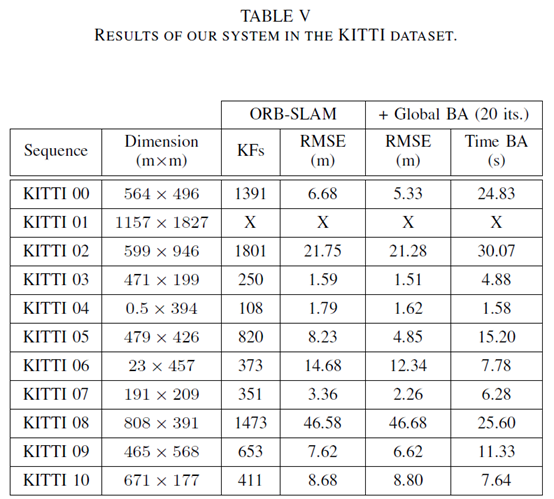 TABLE V
RESULTS OF OUR SYSTEM IN THE KITTI DATASET.
ORB-SLAM + Global BA (20 its.)
Sequence Dimension (m×m) KFs RMSE (m) RMSE (m) Time BA (s)
KITTI 00 564 × 496 1391 6.68 5.33 24.83
KITTI 01 1157 × 1827 X X X X
KITTI 02 599 × 946 1801 21.75 21.28 30.07
KITTI 03 471 × 199 250 1.59 1.51 4.88
KITTI 04 0.5 × 394 108 1.79 1.62 1.58
KITTI 05 479 × 426 820 8.23 4.85 15.20
KITTI 06 23 × 457 373 14.68 12.34 7.78
KITTI 07 191 × 209 351 3.36 2.26 6.28
KITTI 08 808 × 391 1473 46.58 46.68 25.60
KITTI 09 465 × 568 653 7.62 6.62 11.33
KITTI 10 671 × 177 411 8.68 8.80 7.64